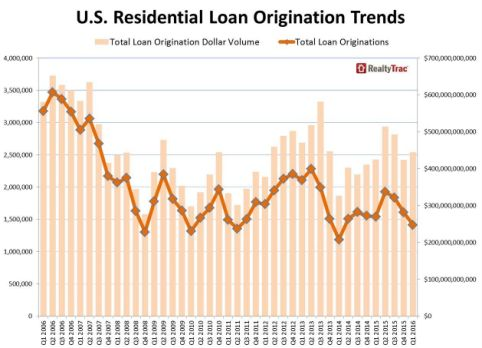 U.S. Residential Loan Origination Trends
Total Loan Origination Dollar Volume
Total Loan Originations
RealtyTrac
4,000,000
3,500,000
3,000,000
2,500,000
2,000,000
1,500,000
1,000,000
500,000
0
$700,000,000,000
$600,000,000,000
$500,000,000,000
$400,000,000,000
$300,000,000,000
$200,000,000,000
$100,000,000,000
$0
Q1 2006
Q2 2006
Q3 2006
Q4 2006
Q1 2007
Q2 2007
Q3 2007
Q4 2007
Q1 2008
Q2 2008
Q3 2008
Q4 2008
Q1 2009
Q2 2009
Q3 2009
Q4 2009
Q1 2010
Q2 2010
Q3 2010
Q4 2010
Q1 2011
Q2 2011
Q3 2011
Q4 2011
Q1 2012
Q2 2012
Q3 2012
Q4 2012
Q1 2013
Q2 2013
Q3 2013
Q4 2013
Q1 2014
Q2 2014
Q3 2014
Q4 2014
Q1 2015
Q2 2015
Q3 2015
Q4 2015
Q1 2016